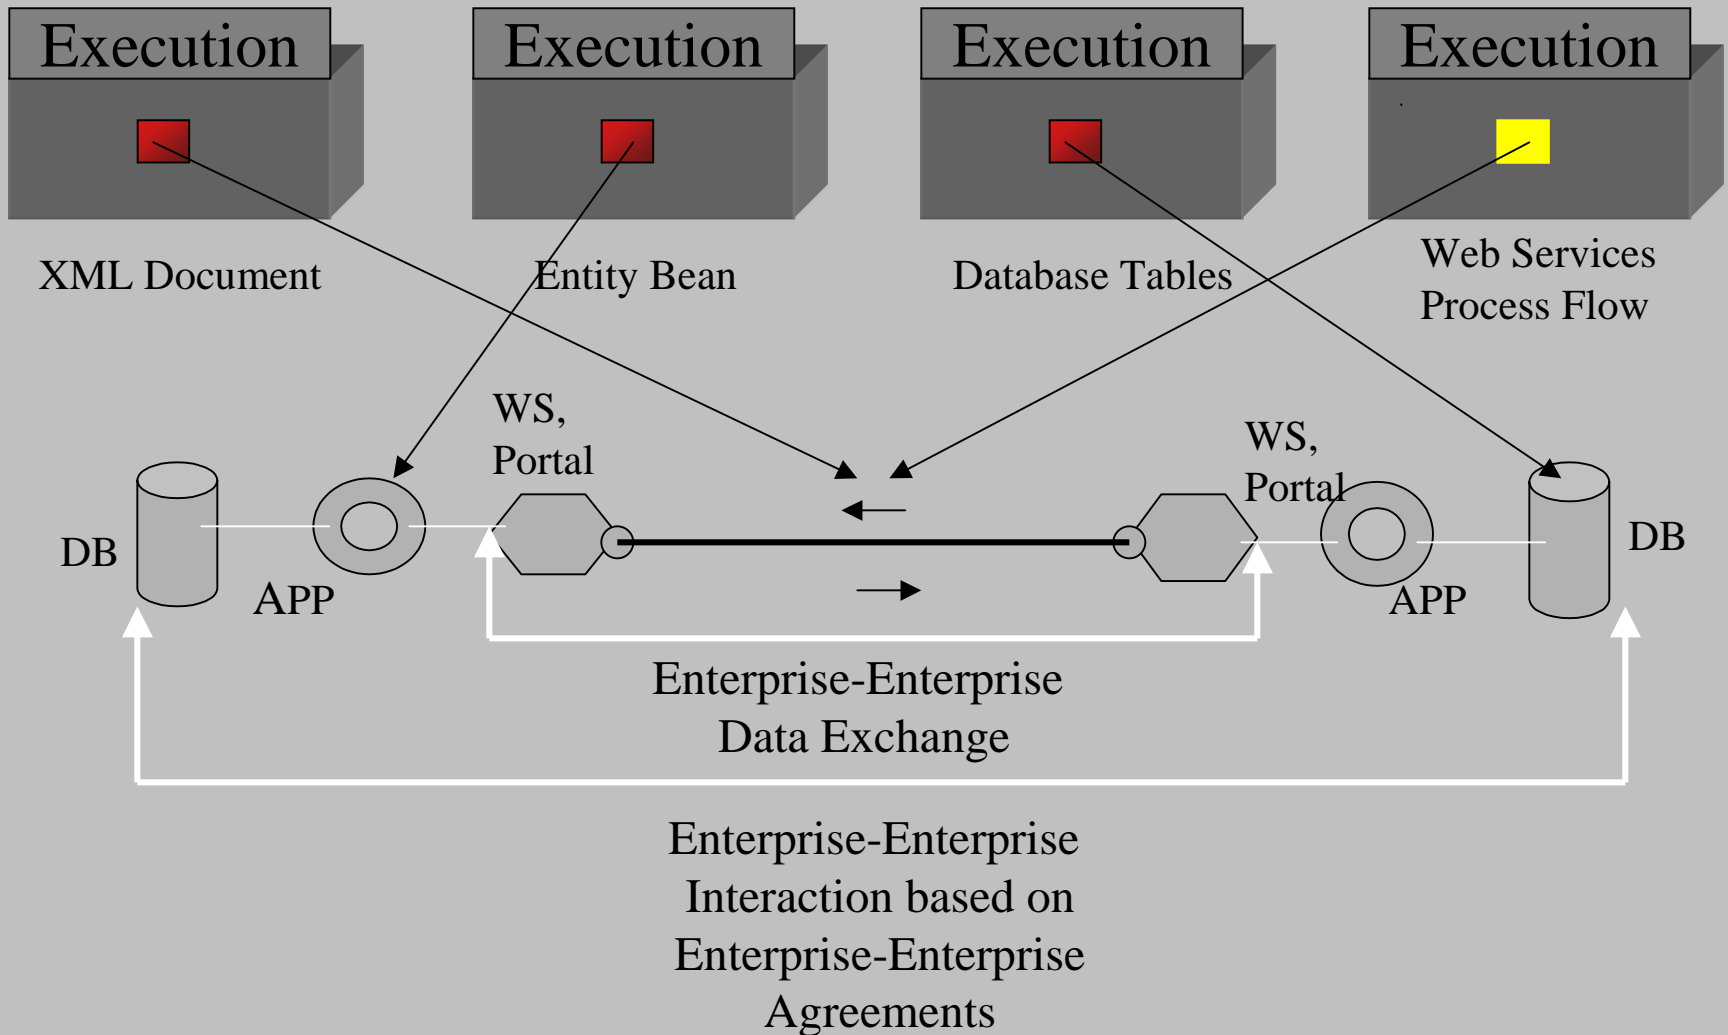 Execution
Execution
Execution
Execution
XML Document
Entity Bean
Database Tables
Web Services
Process Flow
WS,
Portal
WS,
Portal
DB
APP
APP
DB
Enterprise-Enterprise
Data Exchange
Enterprise-Enterprise
Interaction based on
Enterprise-Enterprise
Agreements